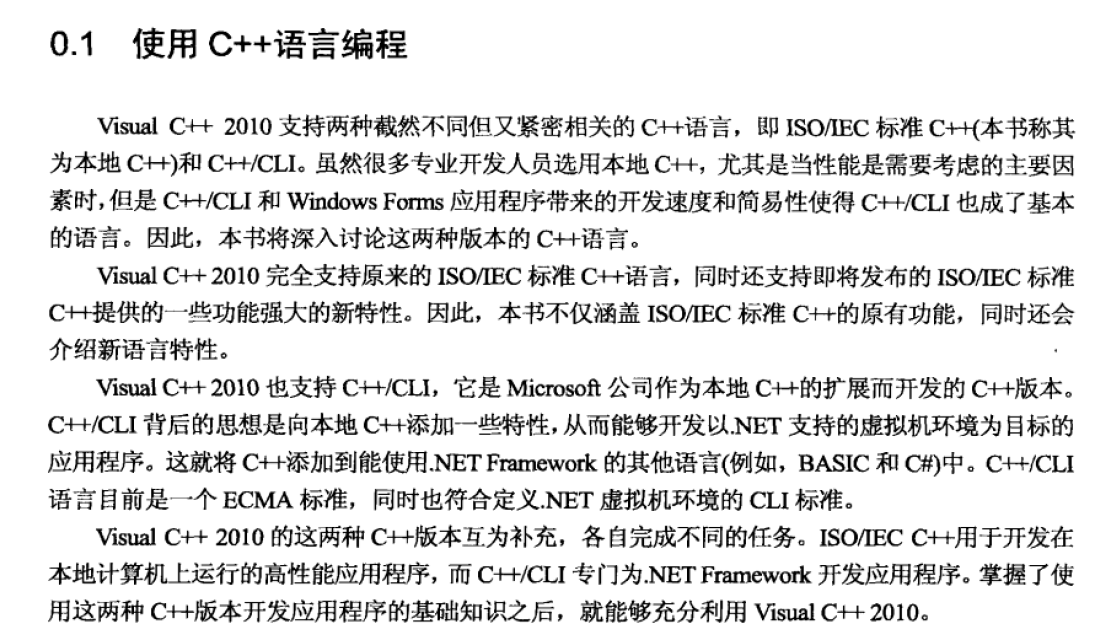 0.1 使用 C++语言编程
Visual C++ 2010 支持两种截然不同但又紧密相关的 C++语言，即 ISO/IEC 标准 C++(本书称其
为本地 C++)和 C++/CLI。虽然很多专业开发人员选用本地 C++，尤其是当性能是需要考虑的主要因
素时，但是 C++/CLI 和 Windows Forms 应用程序带来的开发速度和简易性使得 C++/CLI 也成了基本
的语言。因此，本书将深入讨论这两种版本的 C++语言。
Visual C++ 2010 完全支持原来的 ISO/IEC 标准 C++语言，同时还支持即将发布的 ISO/IEC 标准
C++提供的一些功能强大的新特性。因此，本书不仅涵盖 ISO/IEC 标准 C++的原有功能，同时还会
介绍新语言特性。
Visual C++ 2010 也支持 C++/CLI，它是 Microsoft 公司作为本地 C++的扩展而开发的 C++版本。
C++/CLI 背后的思想是向本地 C++添加一些特性，从而能够开发以.NET 支持的虚拟机环境为目标的
应用程序。这就将 C++添加到能使用.NET Framework 的其他语言(例如，BASIC 和 C#)中。C++/CLI
语言目前是一个 ECMA 标准，同时也符合定义.NET 虚拟机环境的 CLI 标准。
Visual C++ 2010 的这两种 C++版本互为补充，各自完成不同的任务。ISO/IEC C++用于开发在
本地计算机上运行的高性能应用程序，而 C++/CLI 专门为.NET Framework 开发应用程序。掌握了使
用这两种 C++版本开发应用程序的基础知识之后，就能够充分利用 Visual C++ 2010。